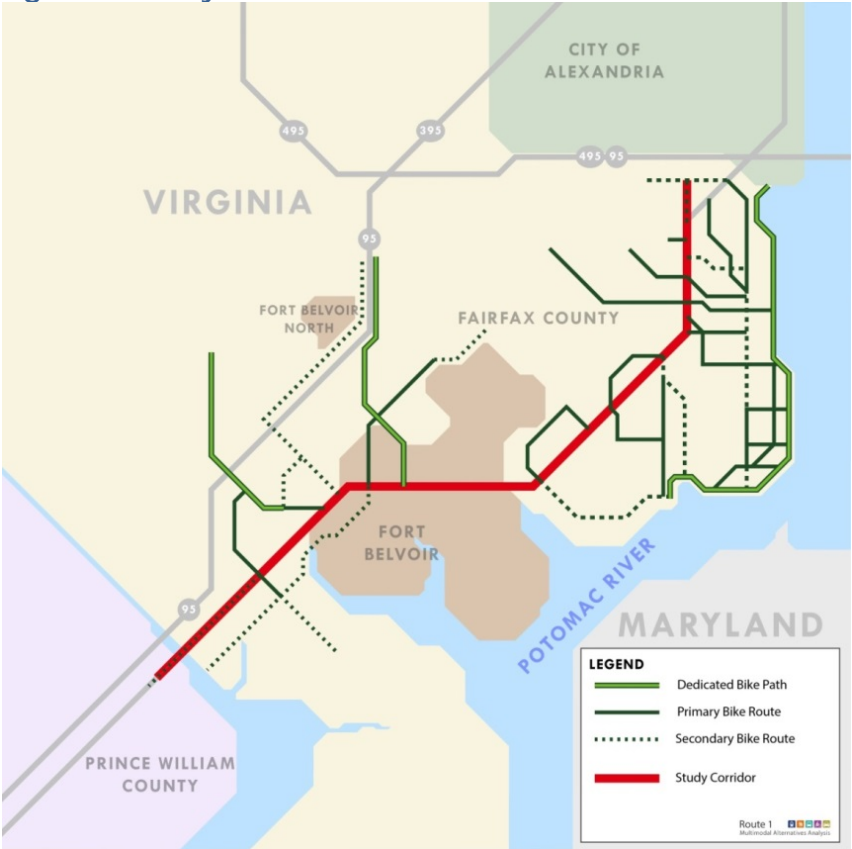 CITY OF
ALEXANDRIA
495
395
495 95
VIRGINIA
95
FORT BELVOIR
NORTH
FAIRFAX COUNTY
FORT
BELVOIR
POTOMAC RIVER
95
MARYLAND
LEGEND
Dedicated Bike Path
Primary Bike Route
Secondary Bike Route
Study Corridor
PRINCE WILLIAM
COUNTY
Route 1
Multimodal Alternatives Analysis